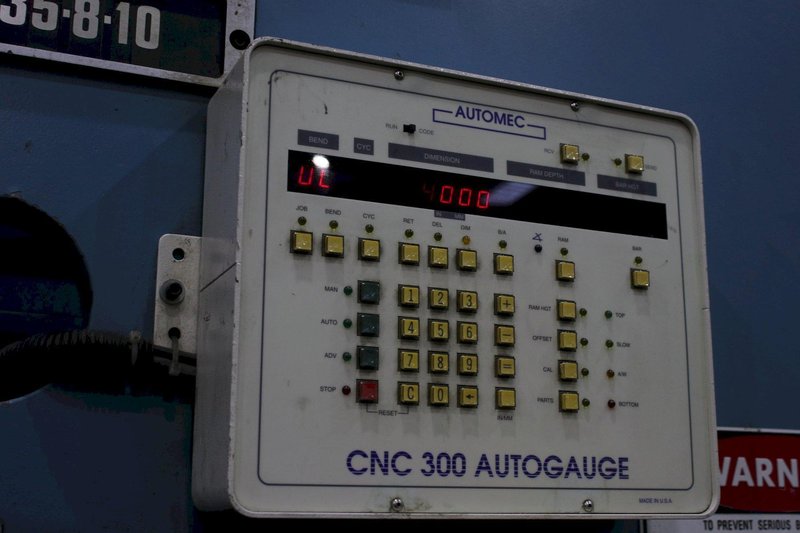 35-8-10
AUTOMEC
RUN CODE
RCV SEND
BEND CYC DIMENSION RAM DEPTH BAR HGT
UL 4000
IN MM
JOB BEND CYC RET DEL DIM B/A RAM BAR
MAN 1 2 3 + RAM HGT TOP
AUTO 4 5 6 - OFFSET SLOW
ADV 7 8 9 = CAL
STOP C 0 ← PARTS BOTTOM
RESET IN/MM
CNC 300 AUTOGAUGE
MADE IN U.S.A.
WARN
TO PREVENT SERIOUS B